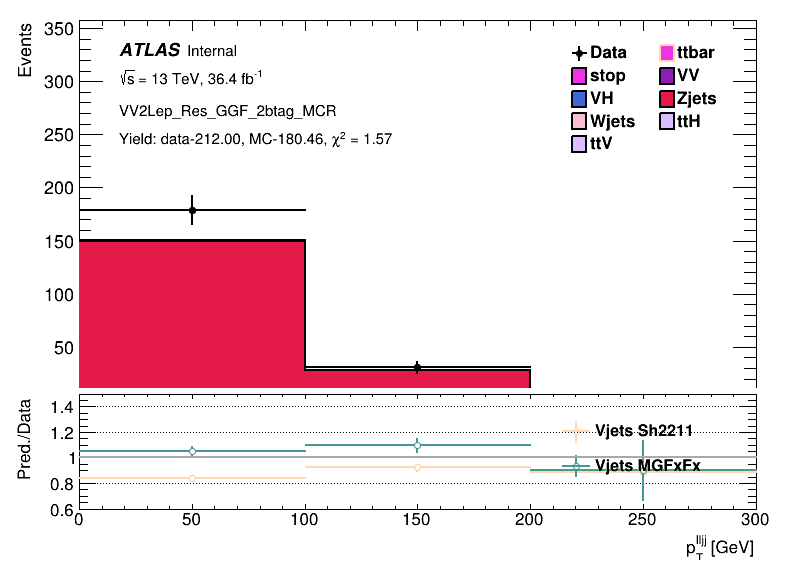 Events
350
300
250
200
150
100
50
ATLAS Internal
√s = 13 TeV, 36.4 fb⁻¹
VV2Lep_Res_GGF_2btag_MCR
Yield: data-212.00, MC-180.46, χ² = 1.57
Data
ttbar
stop
VV
VH
Zjets
Wjets
ttH
ttV
Pred./Data
1.4
1.2
1
0.8
0.6
Vjets Sh2211
Vjets MGFxFx
0 50 100 150 200 250 300
p_T^lljj [GeV]